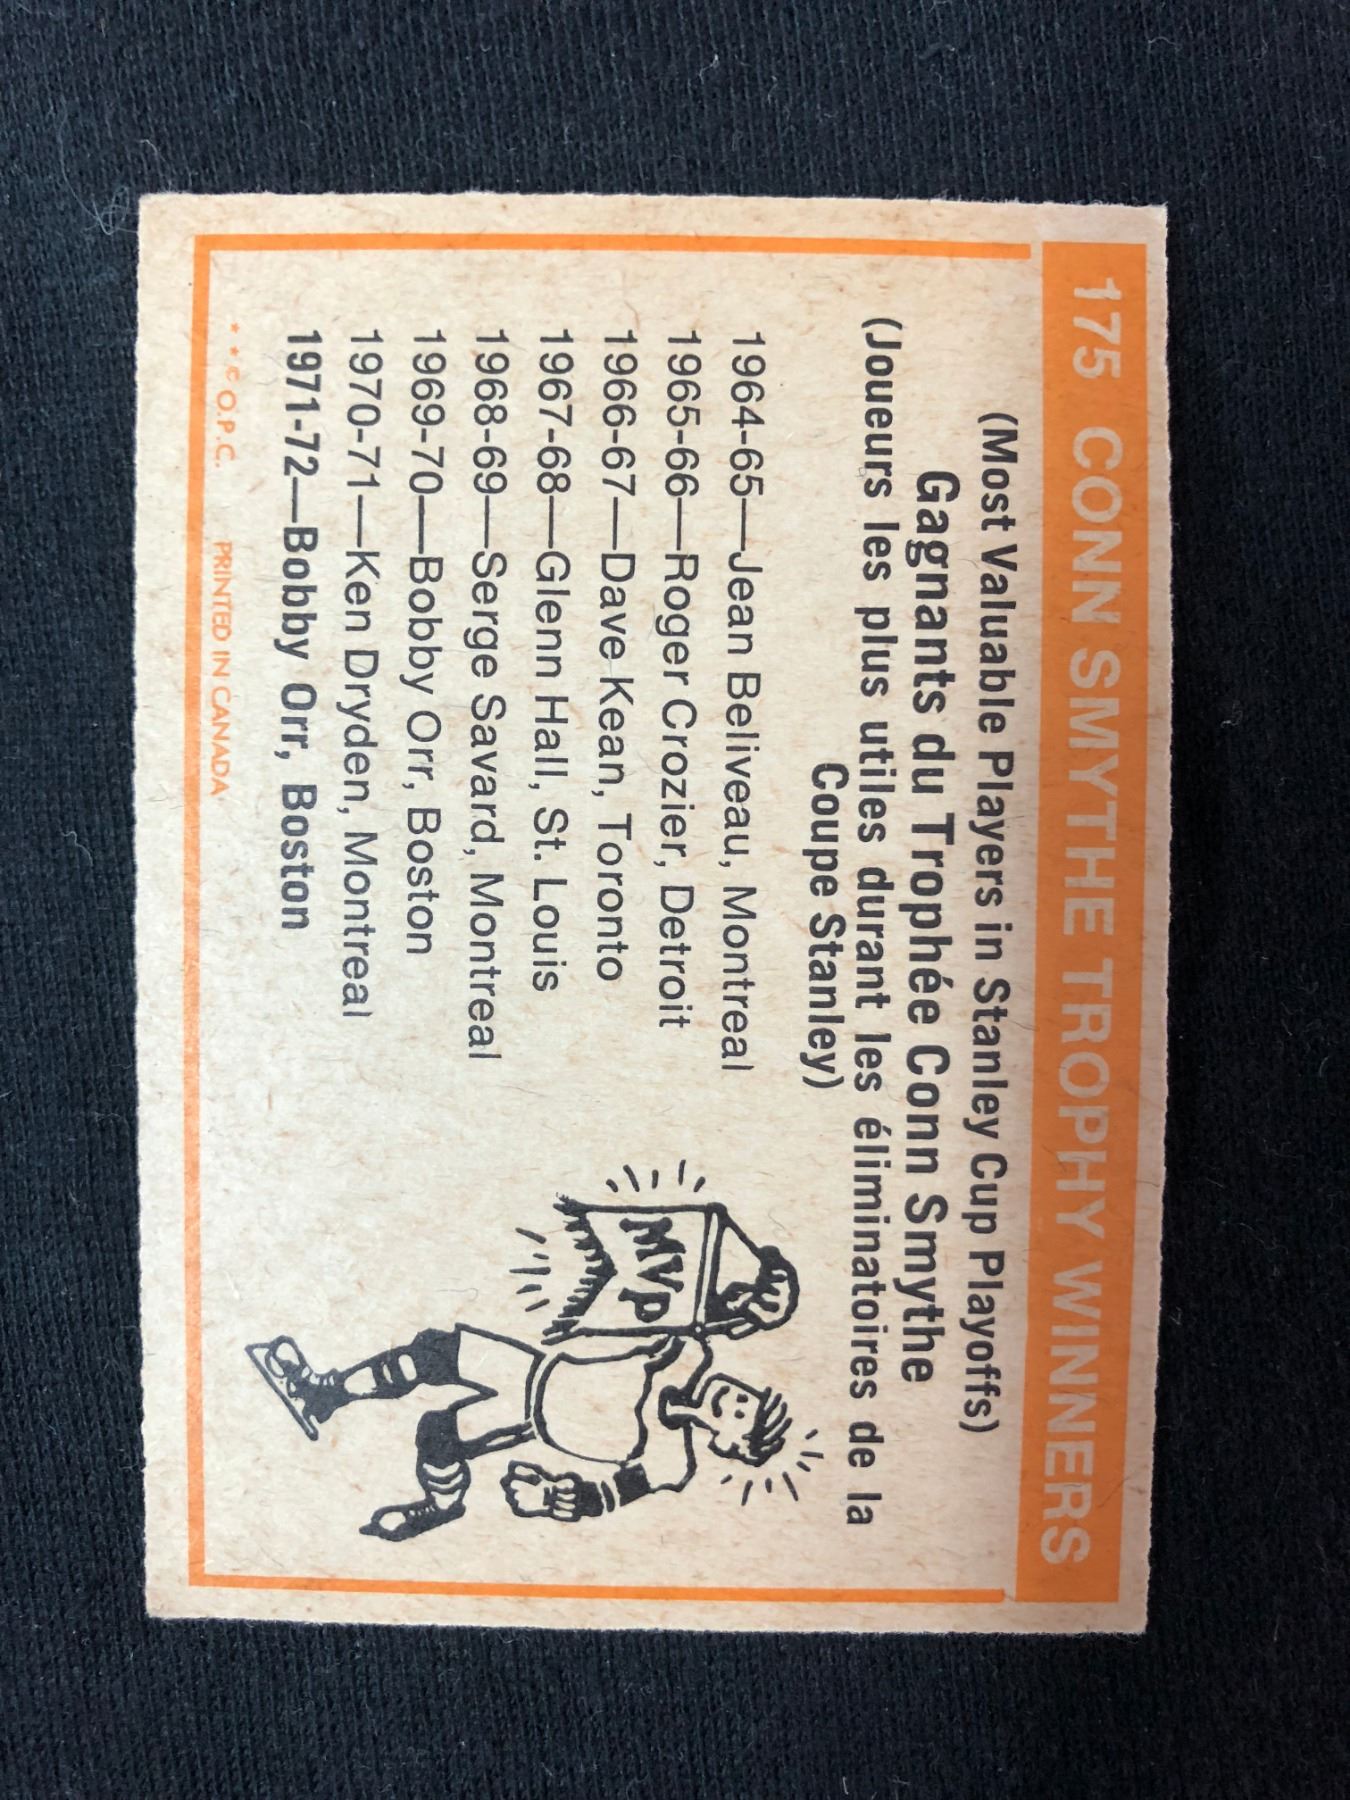 175 CONN SMYTHE TROPHY WINNERS
(Most Valuable Players in Stanley Cup Playoffs)
Gagnants du Trophée Conn Smythe
(Joueurs les plus utiles durant les éliminatoires de la
Coupe Stanley)
1964-65—Jean Beliveau, Montreal
1965-66—Roger Crozier, Detroit
1966-67—Dave Kean, Toronto
1967-68—Glenn Hall, St. Louis
1968-69—Serge Savard, Montreal
1969-70—Bobby Orr, Boston
1970-71—Ken Dryden, Montreal
1971-72—Bobby Orr, Boston
MVP
**© O.P.C. PRINTED IN CANADA